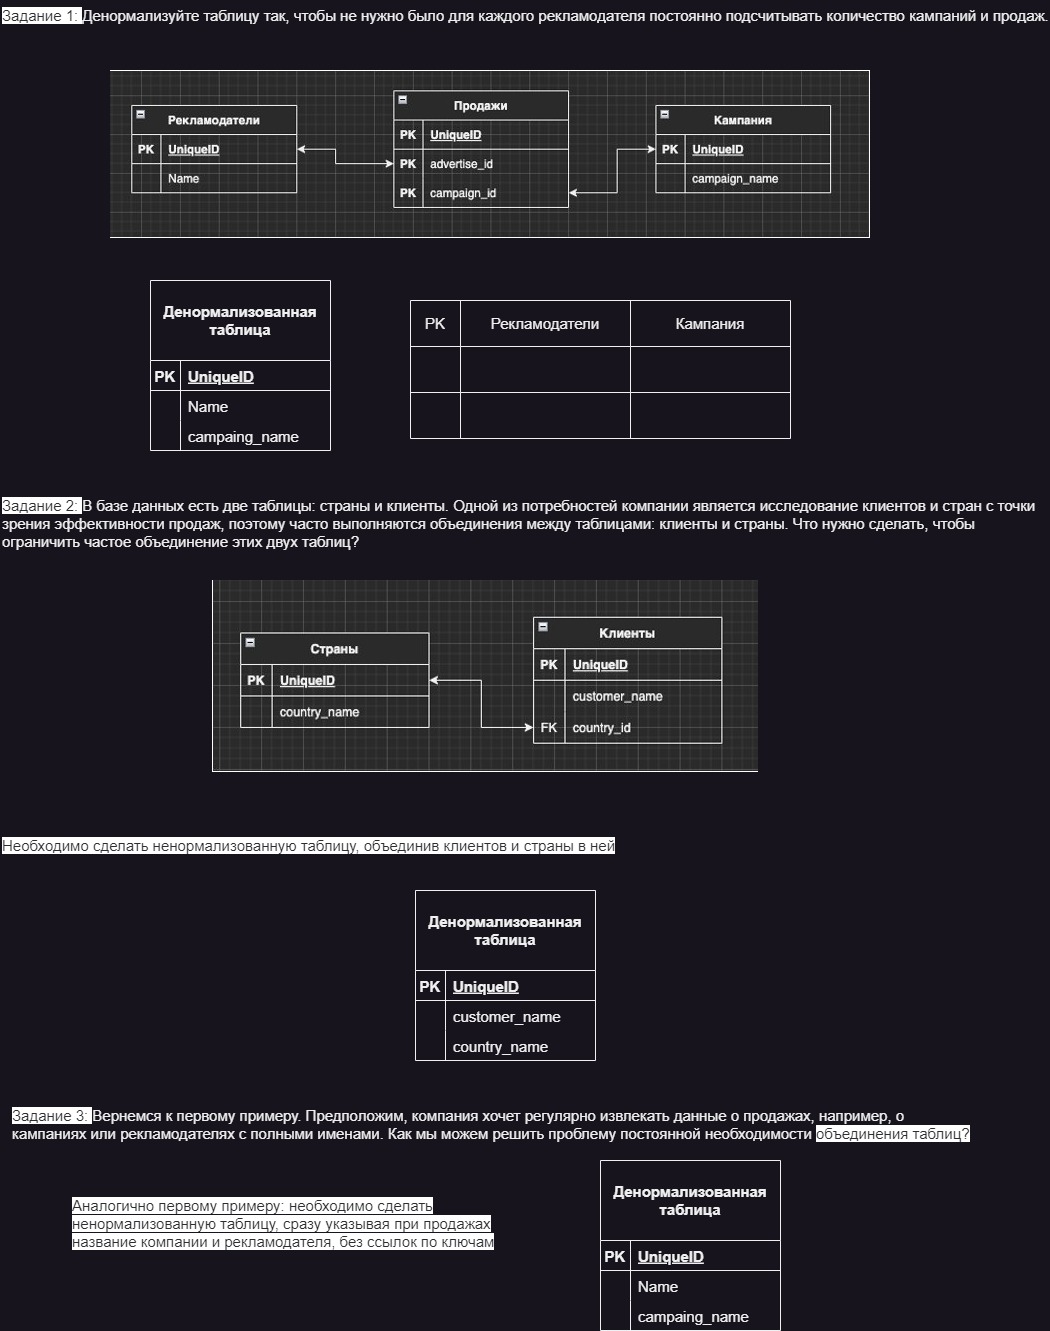 Задание 1: Денормализуйте таблицу так, чтобы не нужно было для каждого рекламодателя постоянно подсчитывать количество кампаний и продаж.
Рекламодатели
PK UniqueID
Name
Продажи
PK UniqueID
PK advertise_id
PK campaign_id
Кампания
PK UniqueID
campaign_name
Денормализованная
таблица
PK UniqueID
Name
campaing_name
PK Рекламодатели Кампания
Задание 2: В базе данных есть две таблицы: страны и клиенты. Одной из потребностей компании является исследование клиентов и стран с точки
зрения эффективности продаж, поэтому часто выполняются объединения между таблицами: клиенты и страны. Что нужно сделать, чтобы
ограничить частое объединение этих двух таблиц?
Страны
PK UniqueID
country_name
Клиенты
PK UniqueID
customer_name
FK country_id
Необходимо сделать ненормализованную таблицу, объединив клиентов и страны в ней
Денормализованная
таблица
PK UniqueID
customer_name
country_name
Задание 3: Вернемся к первому примеру. Предположим, компания хочет регулярно извлекать данные о продажах, например, о
кампаниях или рекламодателях с полными именами. Как мы можем решить проблему постоянной необходимости объединения таблиц?
Аналогично первому примеру: необходимо сделать
ненормализованную таблицу, сразу указывая при продажах
название компании и рекламодателя, без ссылок по ключам
Денормализованная
таблица
PK UniqueID
Name
campaing_name